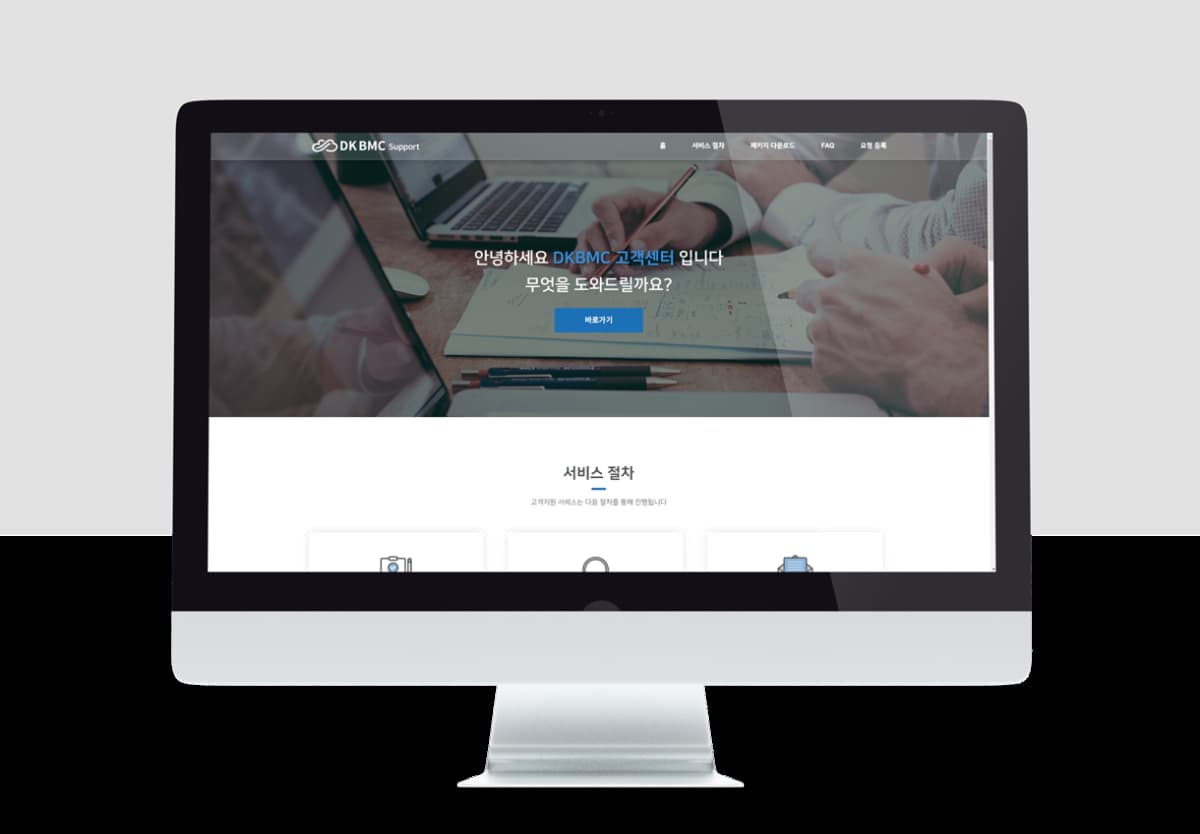 DKBMC Support
홈
서비스 절차
패키지 다운로드
FAQ
요청 등록
안녕하세요 DKBMC 고객센터 입니다
무엇을 도와드릴까요?
바로가기
서비스 절차
고객지원 서비스는 다음 절차를 통해 진행됩니다